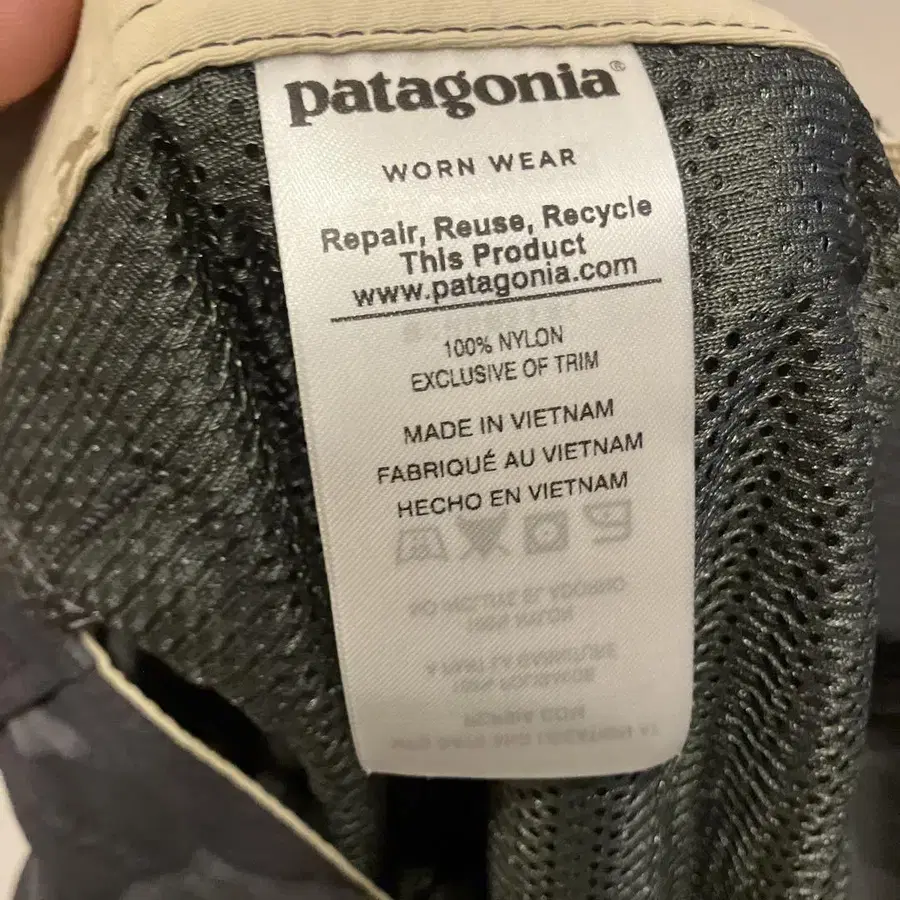 patagonia®
WORN WEAR
Repair, Reuse, Recycle
This Product
www.patagonia.com
100% NYLON
EXCLUSIVE OF TRIM
MADE IN VIETNAM
FABRIQUÉ AU VIETNAM
HECHO EN VIETNAM